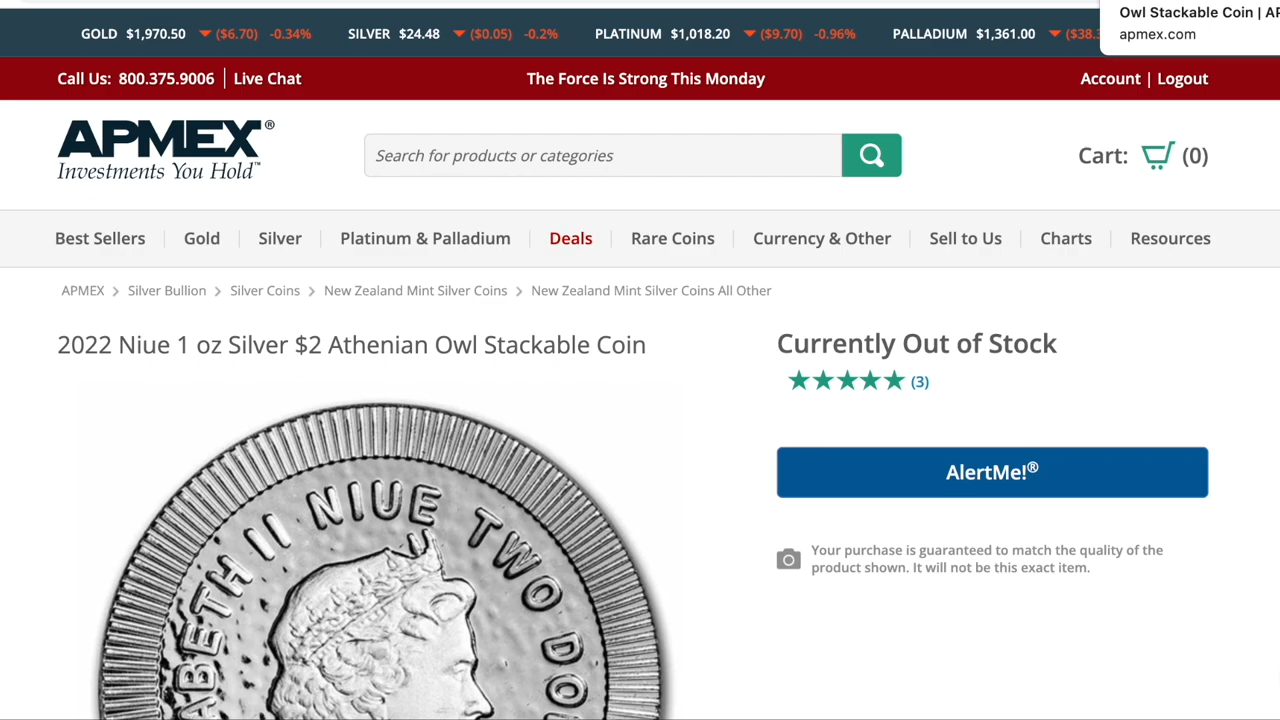 Owl Stackable Coin | AP
apmex.com
GOLD $1,970.50 ($6.70) -0.34% SILVER $24.48 ($0.05) -0.2% PLATINUM $1,018.20 ($9.70) -0.96% PALLADIUM $1,361.00 ($38.3
Call Us: 800.375.9006 | Live Chat The Force Is Strong This Monday Account | Logout
APMEX®
Investments You Hold™
Search for products or categories
Cart: (0)
Best Sellers Gold Silver Platinum & Palladium Deals Rare Coins Currency & Other Sell to Us Charts Resources
APMEX > Silver Bullion > Silver Coins > New Zealand Mint Silver Coins > New Zealand Mint Silver Coins All Other
2022 Niue 1 oz Silver $2 Athenian Owl Stackable Coin
Currently Out of Stock
(3)
AlertMe!®
Your purchase is guaranteed to match the quality of the
product shown. It will not be this exact item.
ABETH II NIUE TWO DO